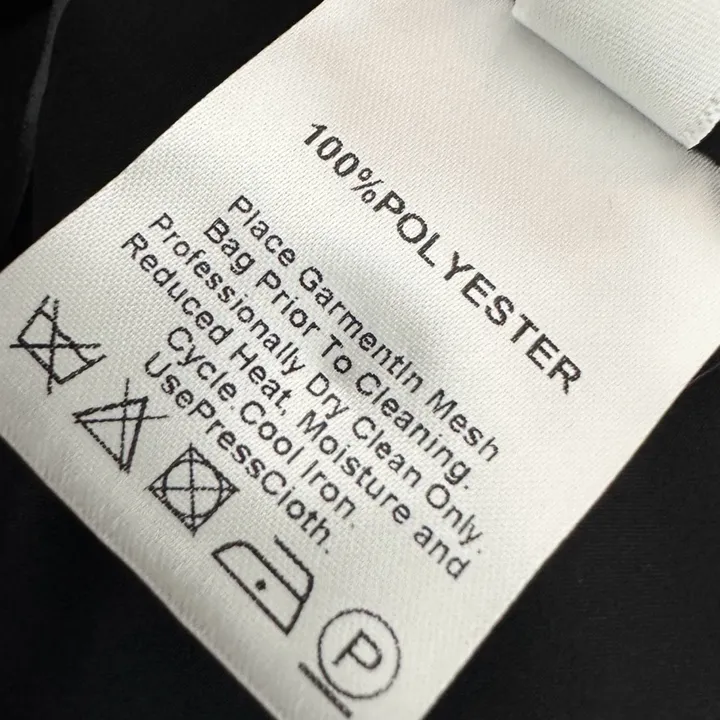 100%POLYESTER
Place GarmentIn Mesh
Bag Prior To Cleaning.
Professionally Dry Clean Only.
Reduced Heat, Moisture and
Cycle.Cool Iron.
UsePressCloth.
P